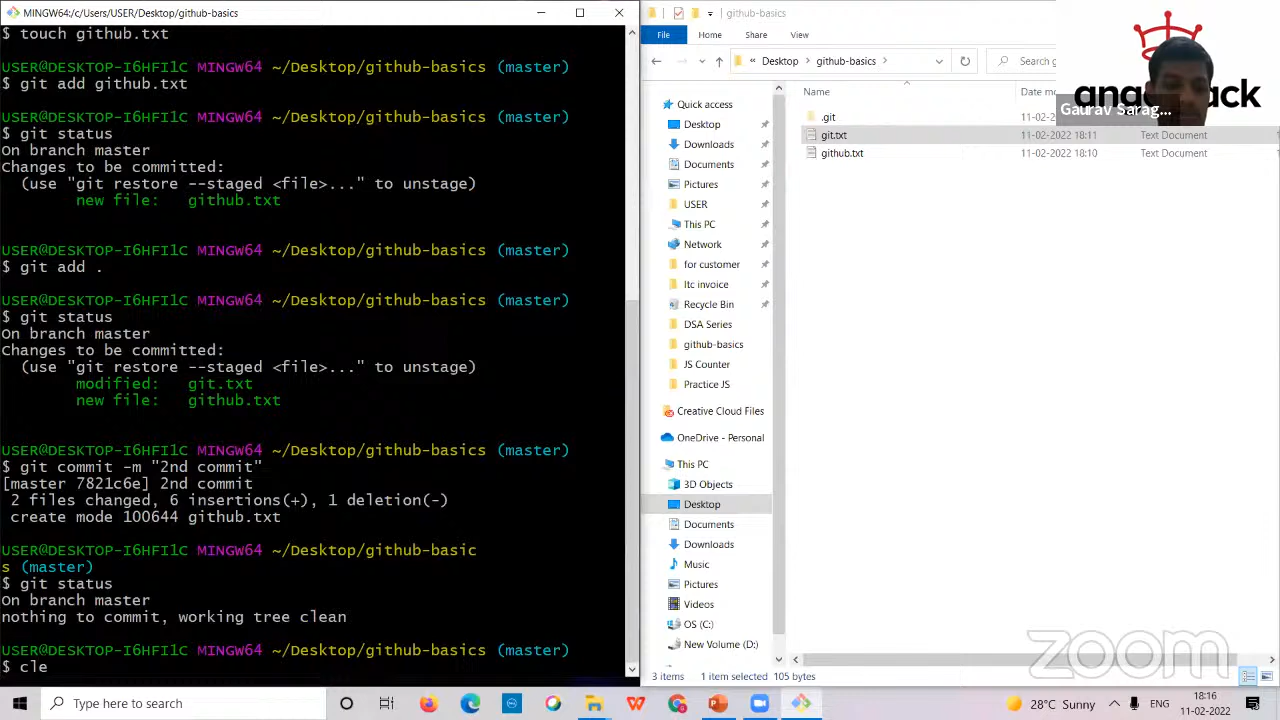 MINGW64:/c/Users/USER/Desktop/github-basics
$ touch github.txt
USER@DESKTOP-I6HFI1C MINGW64 ~/Desktop/github-basics (master)
$ git add github.txt
USER@DESKTOP-I6HFI1C MINGW64 ~/Desktop/github-basics (master)
$ git status
On branch master
Changes to be committed:
(use "git restore --staged <file>..." to unstage)
new file: github.txt
USER@DESKTOP-I6HFI1C MINGW64 ~/Desktop/github-basics (master)
$ git add .
USER@DESKTOP-I6HFI1C MINGW64 ~/Desktop/github-basics (master)
$ git status
On branch master
Changes to be committed:
(use "git restore --staged <file>..." to unstage)
modified: git.txt
new file: github.txt
USER@DESKTOP-I6HFI1C MINGW64 ~/Desktop/github-basics (master)
$ git commit -m "2nd commit"
[master 7821c6e] 2nd commit
2 files changed, 6 insertions(+), 1 deletion(-)
create mode 100644 github.txt
USER@DESKTOP-I6HFI1C MINGW64 ~/Desktop/github-basic
s (master)
$ git status
On branch master
nothing to commit, working tree clean
USER@DESKTOP-I6HFI1C MINGW64 ~/Desktop/github-basics (master)
$ cle
github-basics
File Home Share View
« Desktop › github-basics › Search g
Quick access
Desktop
Downloads
Documents
Pictures
USER
This PC
Network
for customer
ltc invoice
Recycle Bin
DSA Series
github-basics
JS Counter
Practice JS
Creative Cloud Files
OneDrive - Personal
This PC
3D Objects
Desktop
Documents
Downloads
Music
Pictures
Videos
OS (C:)
New Volume (D:)
Name Date mo
.git 11-02-2
git.txt 11-02-2022 18:11 Text Document
github.txt 11-02-2022 18:10 Text Document
3 items 1 item selected 105 bytes
Gaurav Sarag...
zoom
Type here to search
28°C Sunny
ENG
18:16
11-02-2022